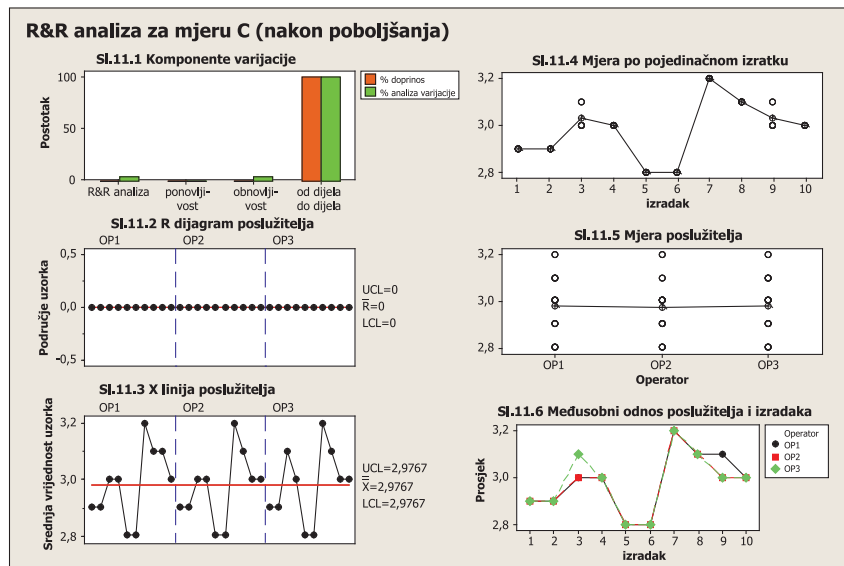 R&R analiza za mjeru C (nakon poboljšanja)
Sl.11.1 Komponente varijacije
Postotak
100
50
0
R&R analiza
ponovlji-
vost
obnovlji-
vost
od dijela
do dijela
% doprinos
% analiza varijacije
Sl.11.2 R dijagram poslužitelja
OP1 OP2 OP3
Područje uzorka
0,5
0,0
-0,5
UCL=0
R=0
LCL=0
Sl.11.3 X linija poslužitelja
OP1 OP2 OP3
Srednja vrijednost uzorka
3,2
3,0
2,8
UCL=2,9767
X=2,9767
LCL=2,9767
Sl.11.4 Mjera po pojedinačnom izratku
3,2
3,0
2,8
1 2 3 4 5 6 7 8 9 10
izradak
Sl.11.5 Mjera poslužitelja
3,2
3,0
2,8
OP1 OP2 OP3
Operator
Sl.11.6 Međusobni odnos poslužitelja i izradaka
Prosjek
3,2
3,0
2,8
1 2 3 4 5 6 7 8 9 10
izradak
Operator
OP1
OP2
OP3